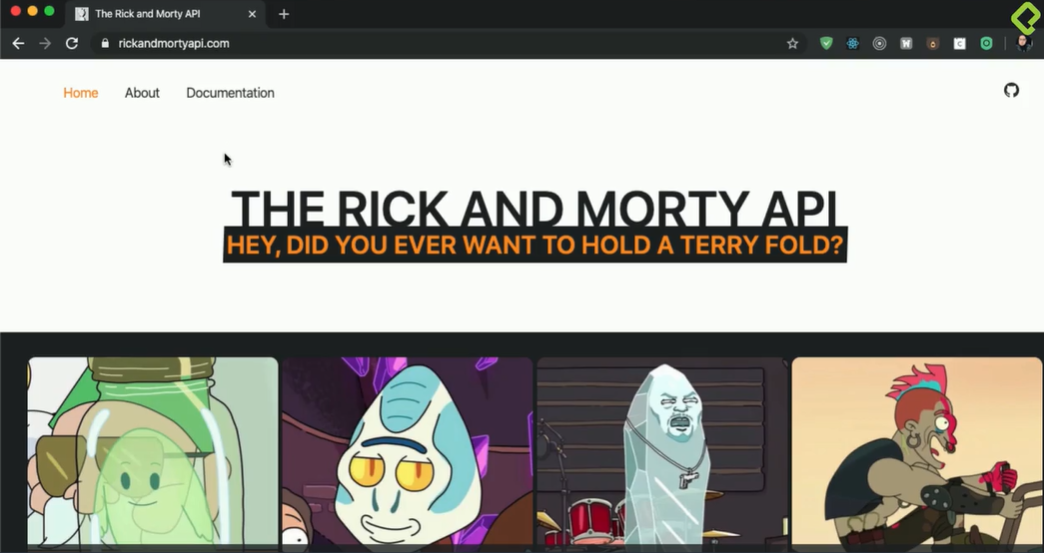 The Rick and Morty API
rickandmortyapi.com
Home About Documentation
THE RICK AND MORTY API
HEY, DID YOU EVER WANT TO HOLD A TERRY FOLD?